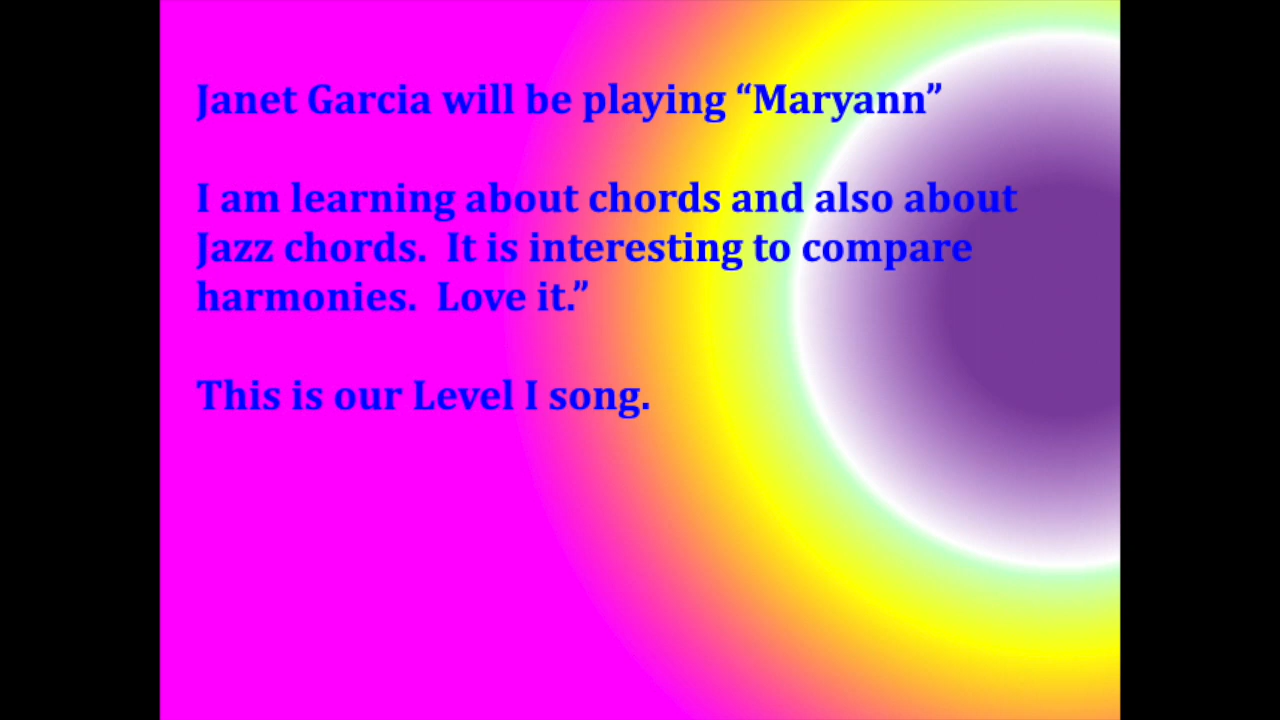 Janet Garcia will be playing “Maryann”
I am learning about chords and also about
Jazz chords.  It is interesting to compare
harmonies.  Love it.”
This is our Level I song.